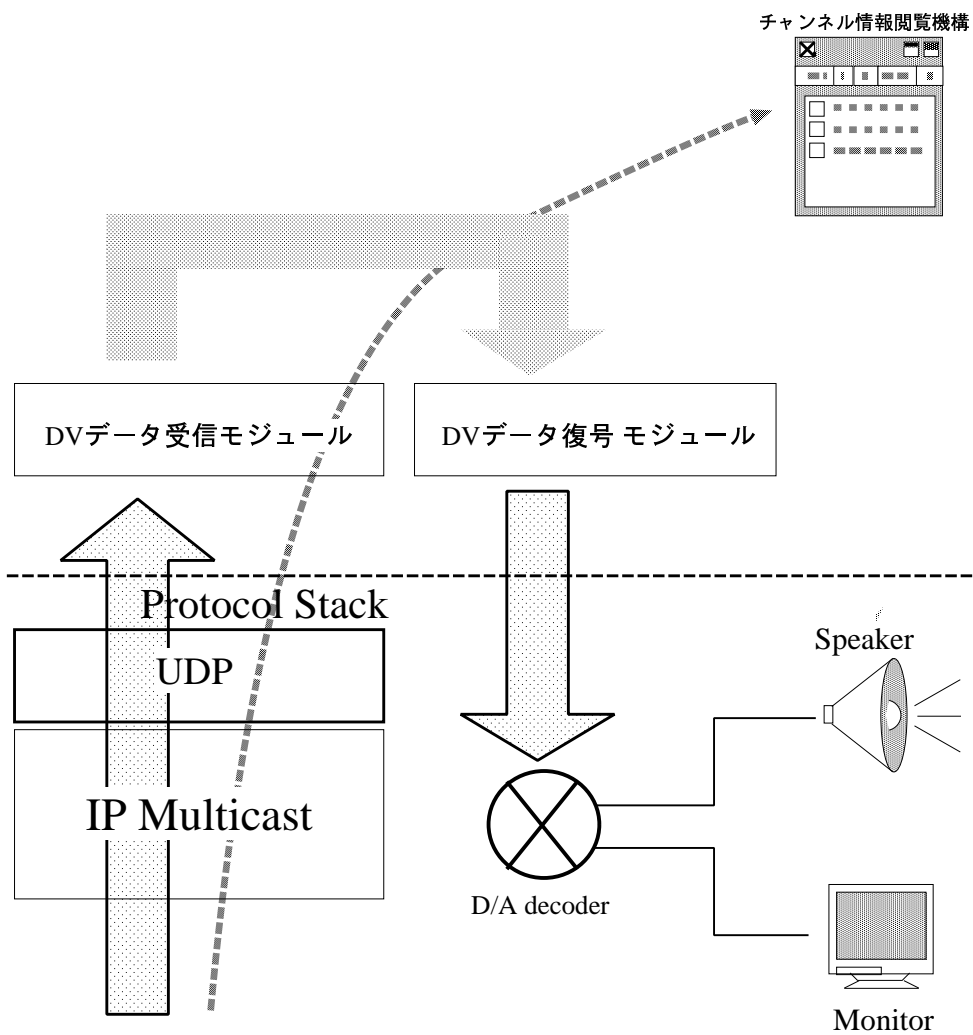 チャンネル情報閲覧機構
DVデータ受信モジュール
DVデータ復号 モジュール
Protocol Stack
UDP
Speaker
IP Multicast
D/A decoder
Monitor